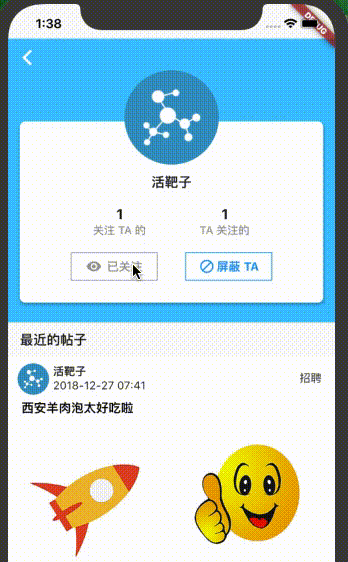 1:38
DEBUG
活靶子
1 1
关注 TA 的 TA 关注的
已关注 屏蔽 TA
最近的帖子
活靶子
2018-12-27 07:41 招聘
西安羊肉泡太好吃啦